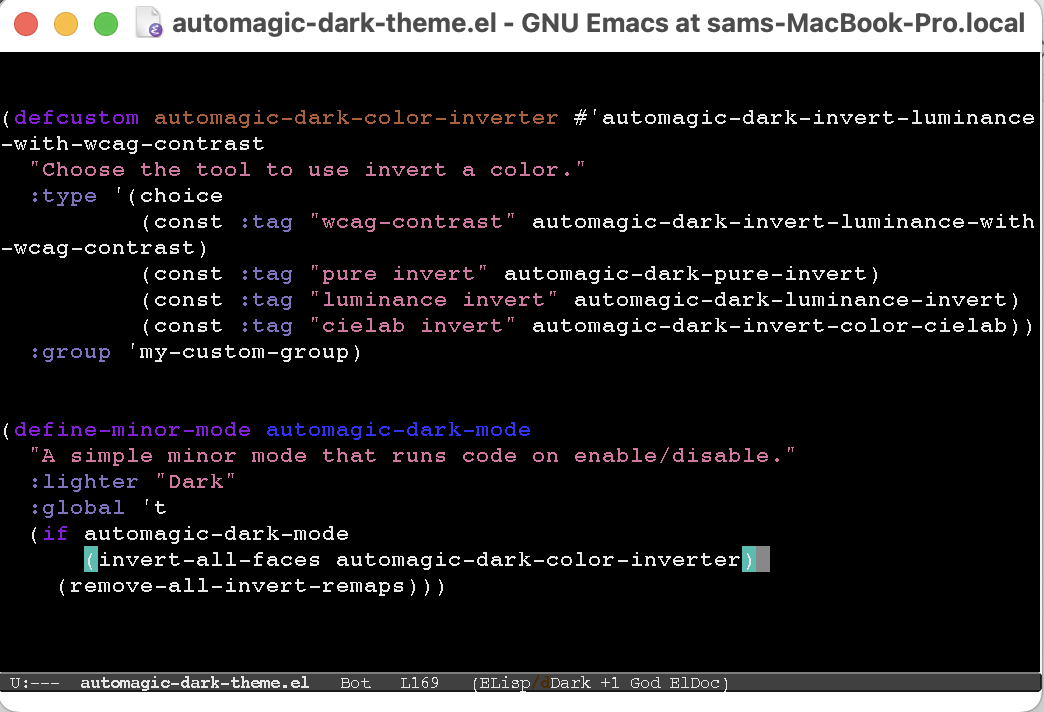 automagic-dark-theme.el - GNU Emacs at sams-MacBook-Pro.local
(defcustom automagic-dark-color-inverter #'automagic-dark-invert-luminance
-with-wcag-contrast
  "Choose the tool to use invert a color."
  :type '(choice
          (const :tag "wcag-contrast" automagic-dark-invert-luminance-with
-wcag-contrast)
          (const :tag "pure invert" automagic-dark-pure-invert)
          (const :tag "luminance invert" automagic-dark-luminance-invert)
          (const :tag "cielab invert" automagic-dark-invert-color-cielab))
  :group 'my-custom-group)
(define-minor-mode automagic-dark-mode
  "A simple minor mode that runs code on enable/disable."
  :lighter "Dark"
  :global 't
  (if automagic-dark-mode
      (invert-all-faces automagic-dark-color-inverter)
    (remove-all-invert-remaps)))
U:--- automagic-dark-theme.el Bot L169 (ELisp/dDark +1 God ElDoc)